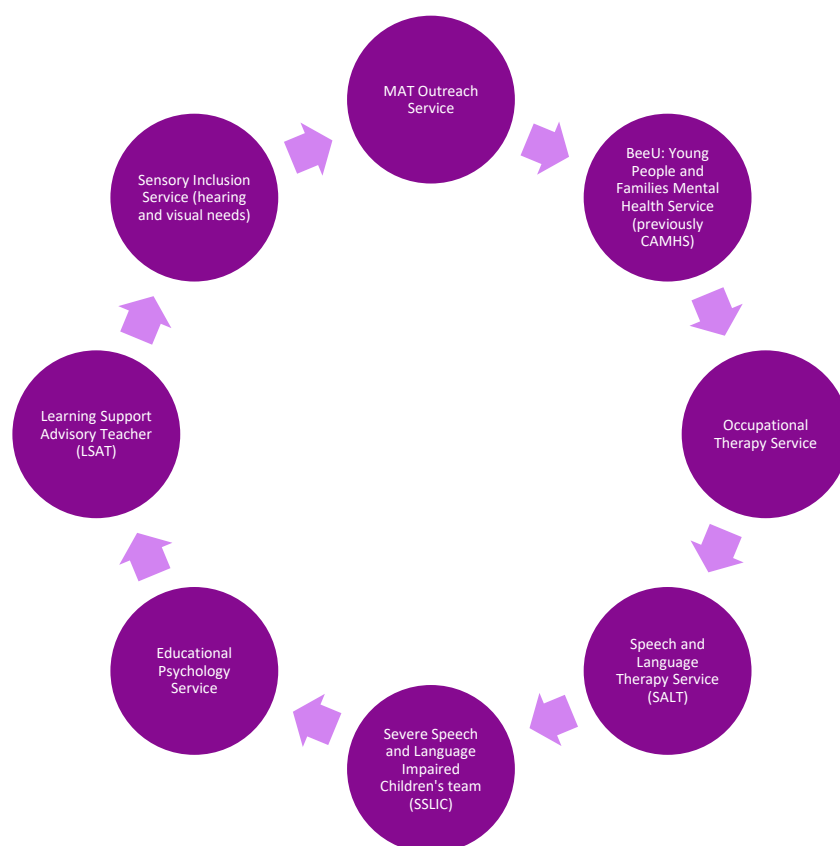 MAT Outreach
Service
BeeU: Young
People and
Families Mental
Health Service
(previously
CAMHS)
Occupational
Therapy Service
Speech and
Language
Therapy Service
(SALT)
Severe Speech
and Language
Impaired
Children's team
(SSLIC)
Educational
Psychology
Service
Learning Support
Advisory Teacher
(LSAT)
Sensory Inclusion
Service (hearing
and visual needs)